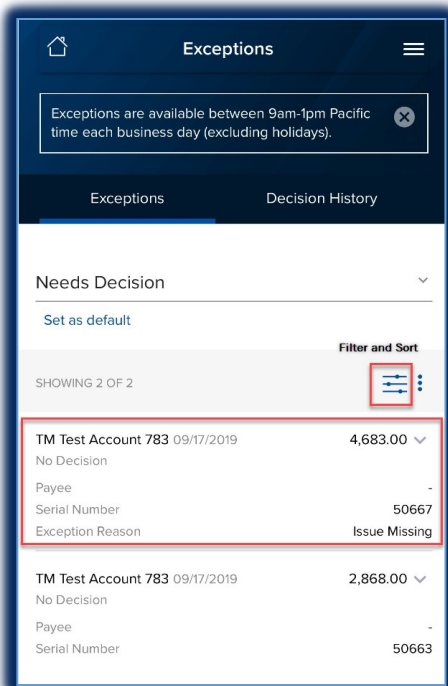 Exceptions
Exceptions are available between 9am-1pm Pacific
time each business day (excluding holidays).
Exceptions Decision History
Needs Decision
Set as default
Filter and Sort
SHOWING 2 OF 2
TM Test Account 783 09/17/2019 4,683.00
No Decision
Payee -
Serial Number 50667
Exception Reason Issue Missing
TM Test Account 783 09/17/2019 2,868.00
No Decision
Payee -
Serial Number 50663